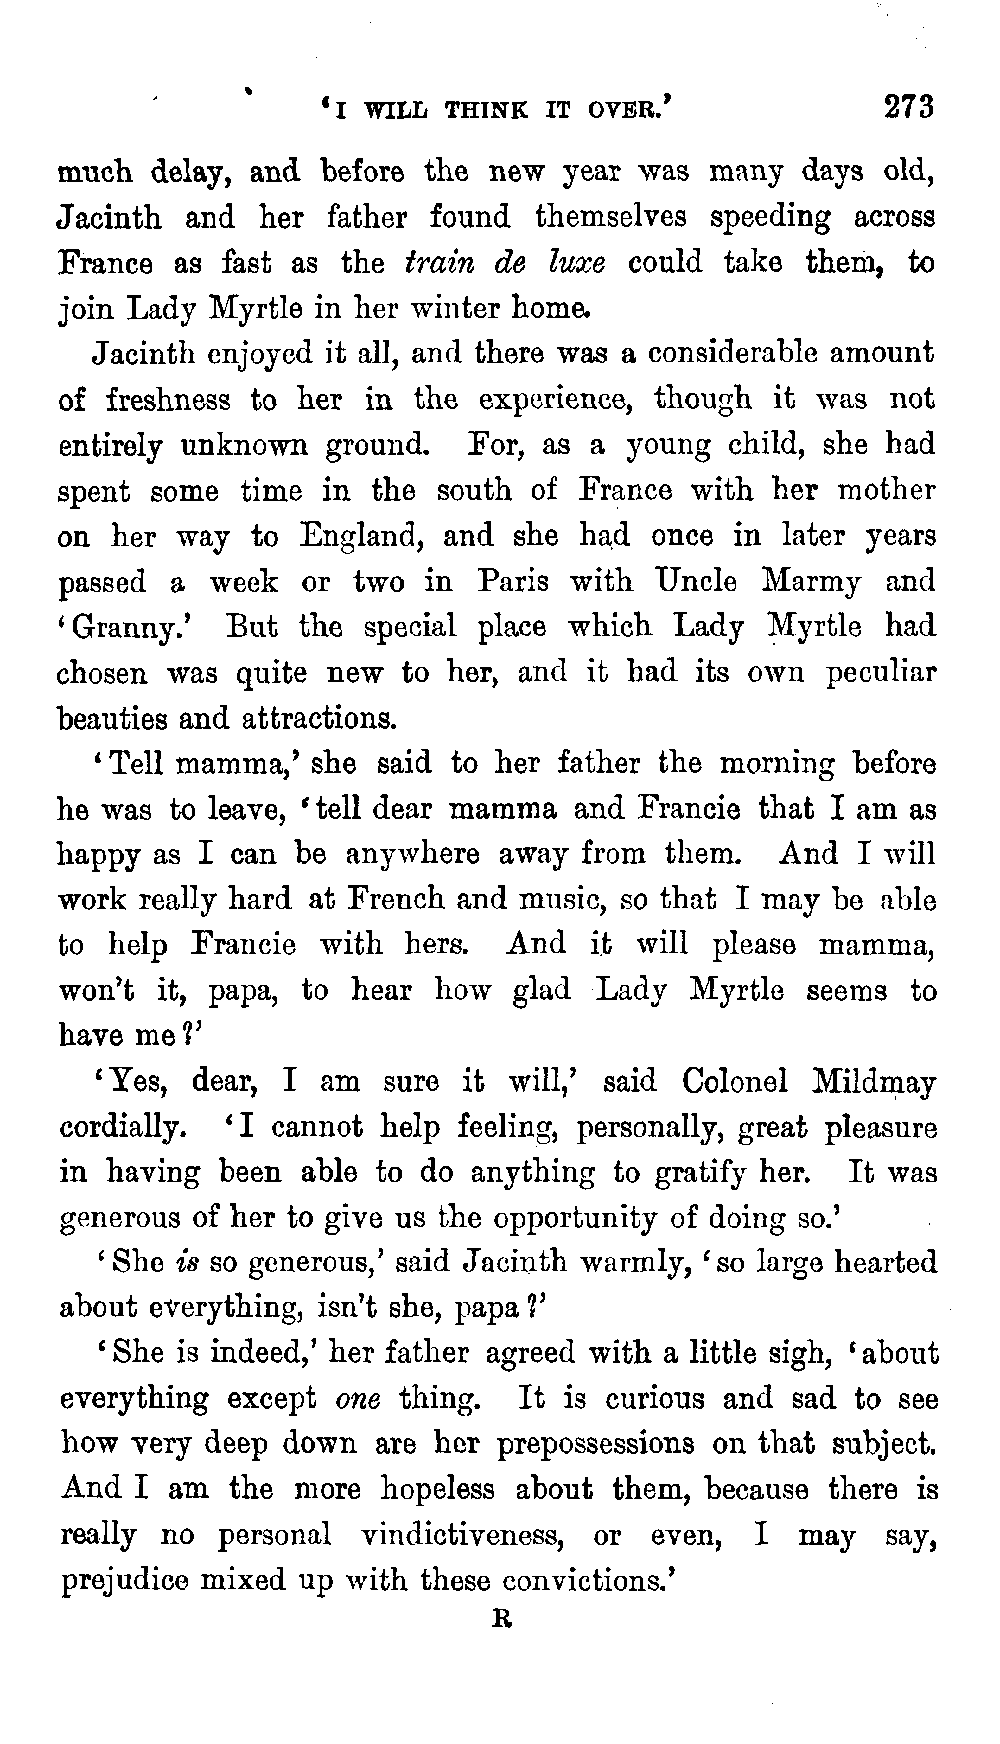 ‘I WILL THINK IT OVER.’ 273
much delay, and before the new year was many days old,
Jacinth and her father found themselves speeding across
France as fast as the train de luxe could take them, to
join Lady Myrtle in her winter home.
Jacinth enjoyed it all, and there was a considerable amount
of freshness to her in the experience, though it was not
entirely unknown ground. For, as a young child, she had
spent some time in the south of France with her mother
on her way to England, and she had once in later years
passed a week or two in Paris with Uncle Marmy and
‘Granny.’ But the special place which Lady Myrtle had
chosen was quite new to her, and it had its own peculiar
beauties and attractions.
‘Tell mamma,’ she said to her father the morning before
he was to leave, ‘tell dear mamma and Francie that I am as
happy as I can be anywhere away from them. And I will
work really hard at French and music, so that I may be able
to help Francie with hers. And it will please mamma,
won’t it, papa, to hear how glad Lady Myrtle seems to
have me?’
‘Yes, dear, I am sure it will,’ said Colonel Mildmay
cordially. ‘I cannot help feeling, personally, great pleasure
in having been able to do anything to gratify her. It was
generous of her to give us the opportunity of doing so.’
‘She is so generous,’ said Jacinth warmly, ‘so large hearted
about everything, isn’t she, papa?’
‘She is indeed,’ her father agreed with a little sigh, ‘about
everything except one thing. It is curious and sad to see
how very deep down are her prepossessions on that subject.
And I am the more hopeless about them, because there is
really no personal vindictiveness, or even, I may say,
prejudice mixed up with these convictions.’
R